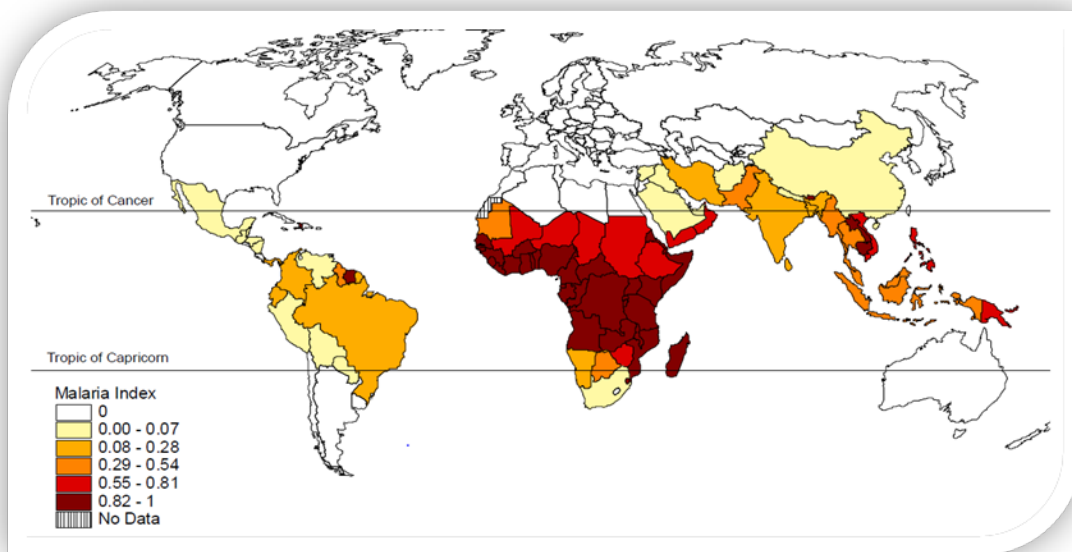 Tropic of Cancer
Tropic of Capricorn
Malaria Index
0
0.00 - 0.07
0.08 - 0.28
0.29 - 0.54
0.55 - 0.81
0.82 - 1
No Data